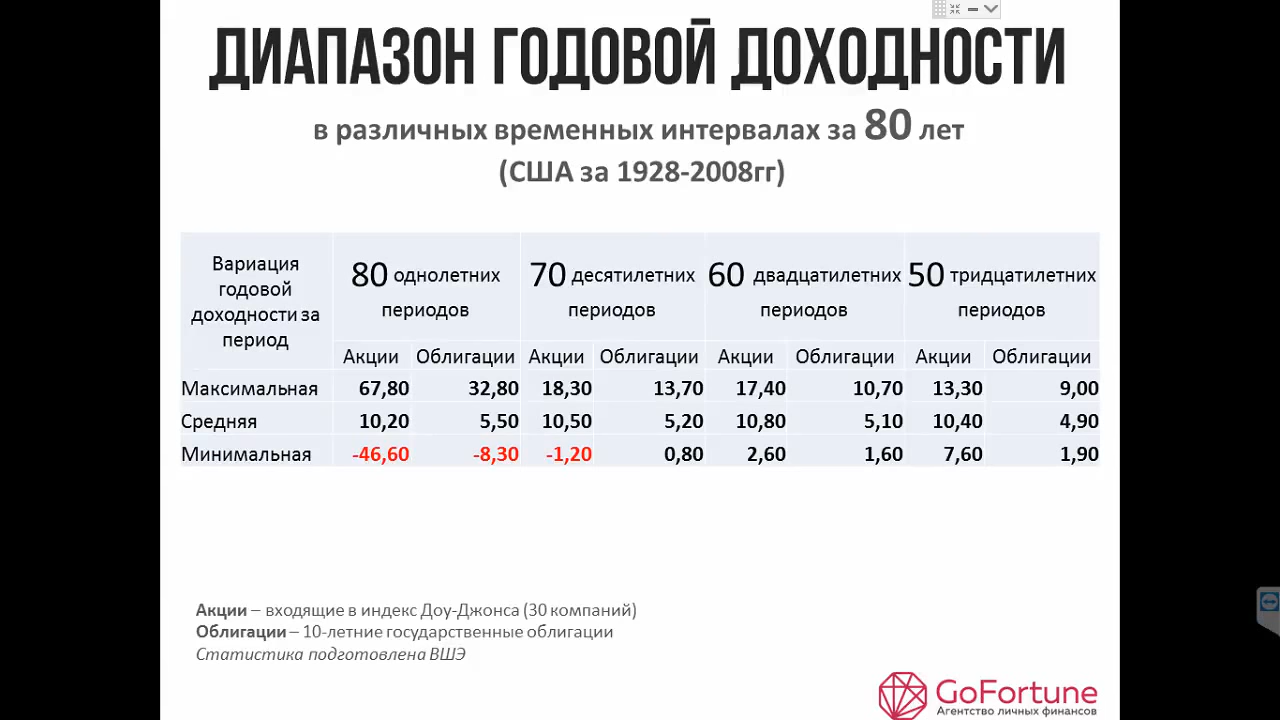 ДИАПАЗОН ГОДОВОЙ ДОХОДНОСТИ
в различных временных интервалах за 80 лет
(США за 1928-2008гг)
Вариация годовой доходности за период
80 однолетних периодов
70 десятилетних периодов
60 двадцатилетних периодов
50 тридцатилетних периодов
Акции Облигации Акции Облигации Акции Облигации Акции Облигации
Максимальная 67,80 32,80 18,30 13,70 17,40 10,70 13,30 9,00
Средняя 10,20 5,50 10,50 5,20 10,80 5,10 10,40 4,90
Минимальная -46,60 -8,30 -1,20 0,80 2,60 1,60 7,60 1,90
Акции – входящие в индекс Доу-Джонса (30 компаний)
Облигации – 10-летние государственные облигации
Статистика подготовлена ВШЭ
GoFortune
Агентство личных финансов